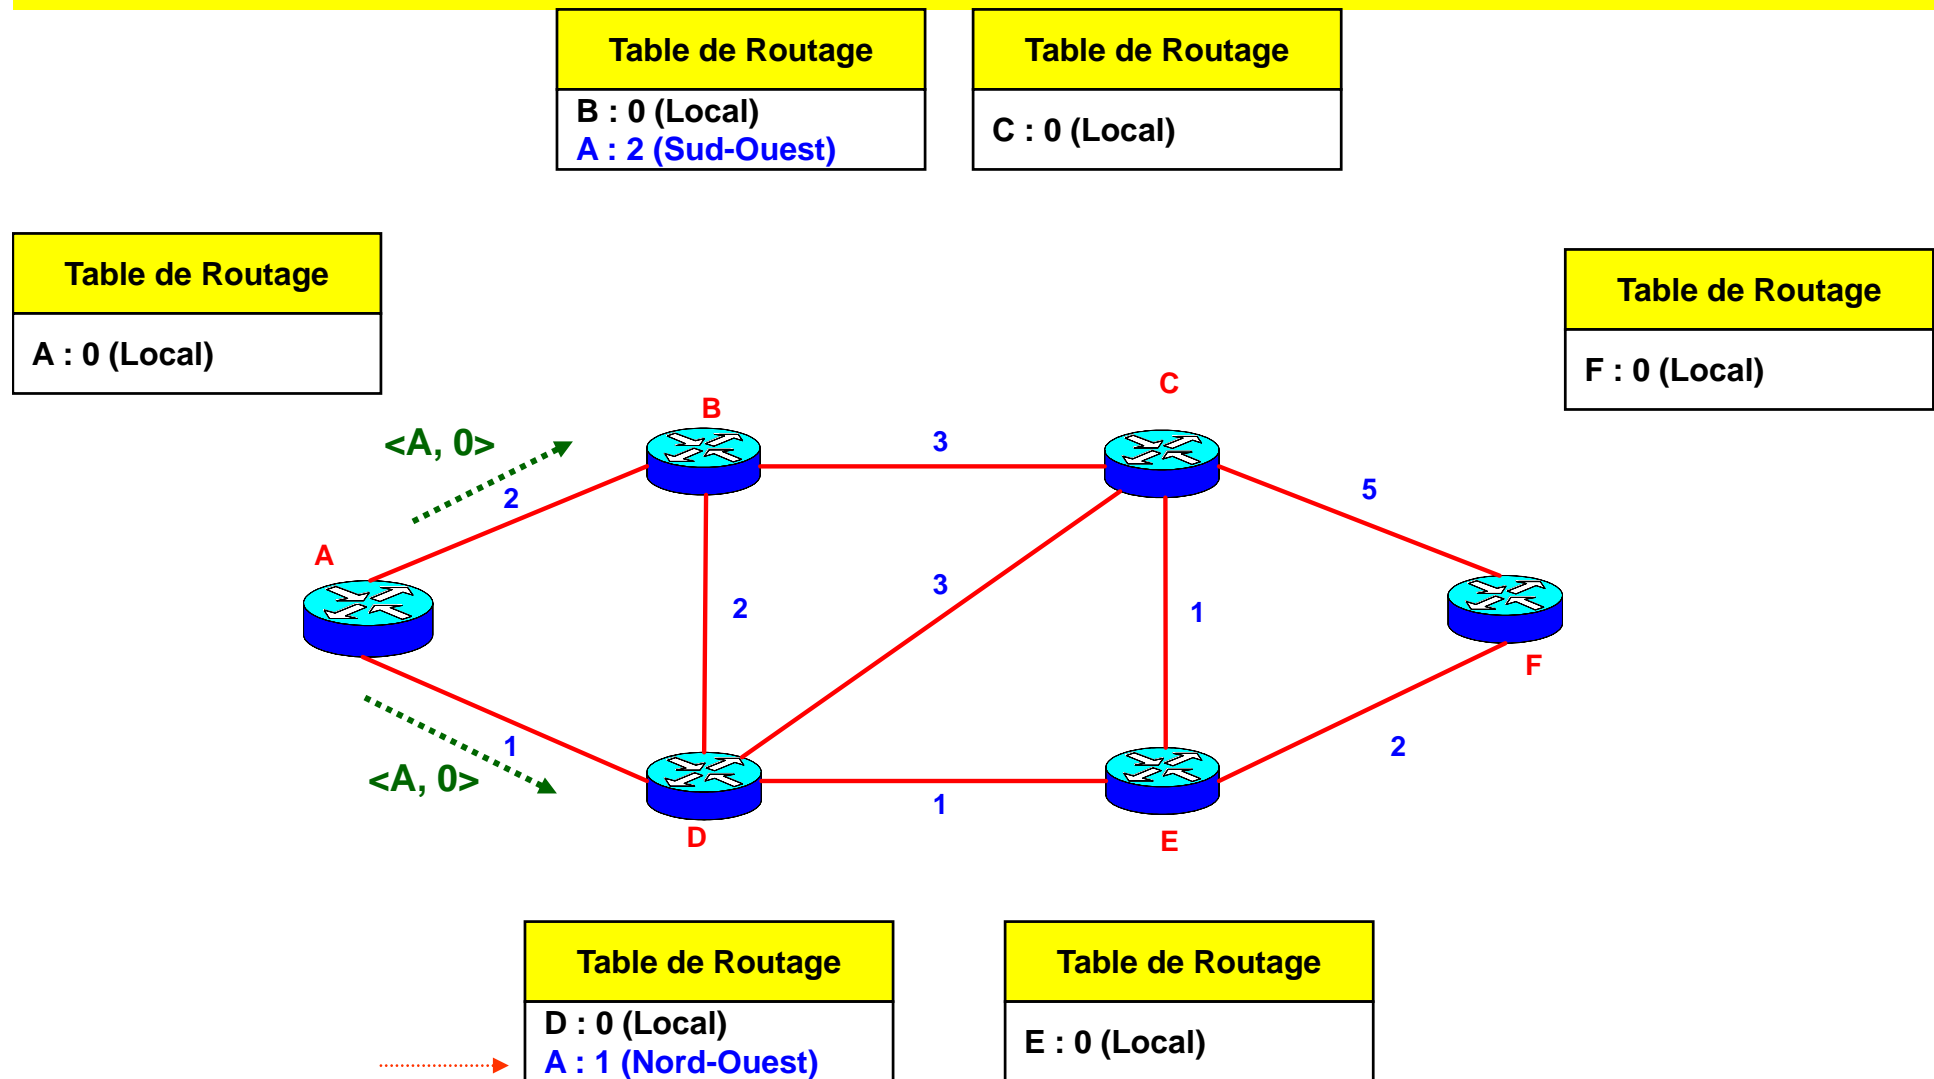 Table de Routage
B : 0 (Local)
A : 2 (Sud-Ouest)
Table de Routage
C : 0 (Local)
Table de Routage
A : 0 (Local)
Table de Routage
F : 0 (Local)
<A, 0>
B
C
3
5
2
A
3
2
1
F
1
2
<A, 0>
1
D
E
Table de Routage
D : 0 (Local)
A : 1 (Nord-Ouest)
Table de Routage
E : 0 (Local)